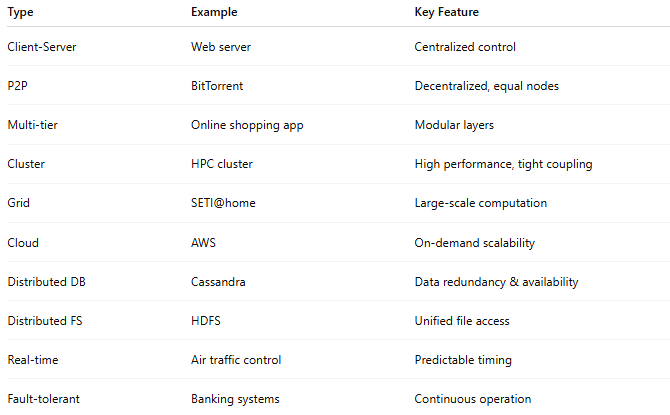 Type Example Key Feature
Client-Server Web server Centralized control
P2P BitTorrent Decentralized, equal nodes
Multi-tier Online shopping app Modular layers
Cluster HPC cluster High performance, tight coupling
Grid SETI@home Large-scale computation
Cloud AWS On-demand scalability
Distributed DB Cassandra Data redundancy & availability
Distributed FS HDFS Unified file access
Real-time Air traffic control Predictable timing
Fault-tolerant Banking systems Continuous operation